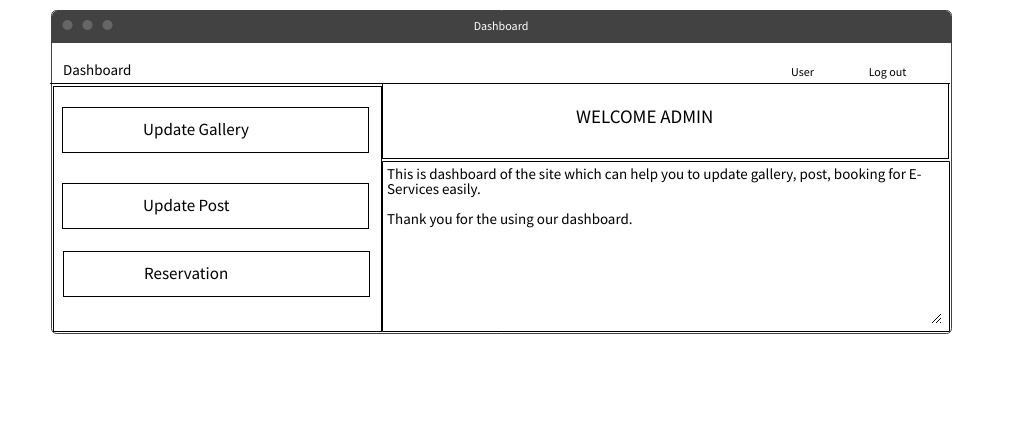 Dashboard
Dashboard
User
Log out
Update Gallery
Update Post
Reservation
WELCOME ADMIN
This is dashboard of the site which can help you to update gallery, post, booking for E-
Services easily.
Thank you for the using our dashboard.